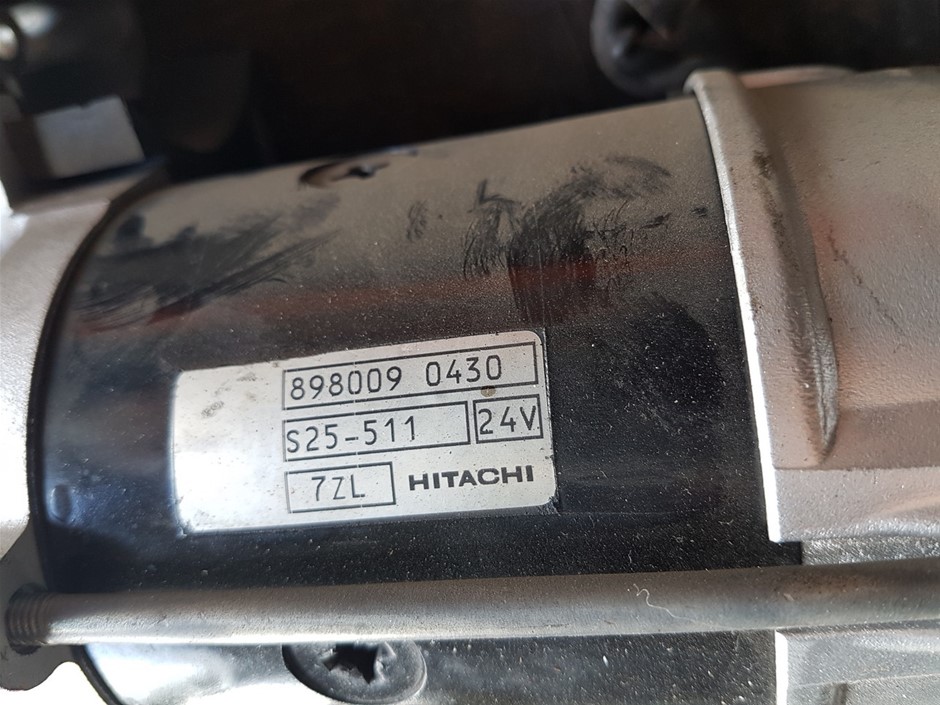 898009 0430
S25-511 24V
7ZL HITACHI